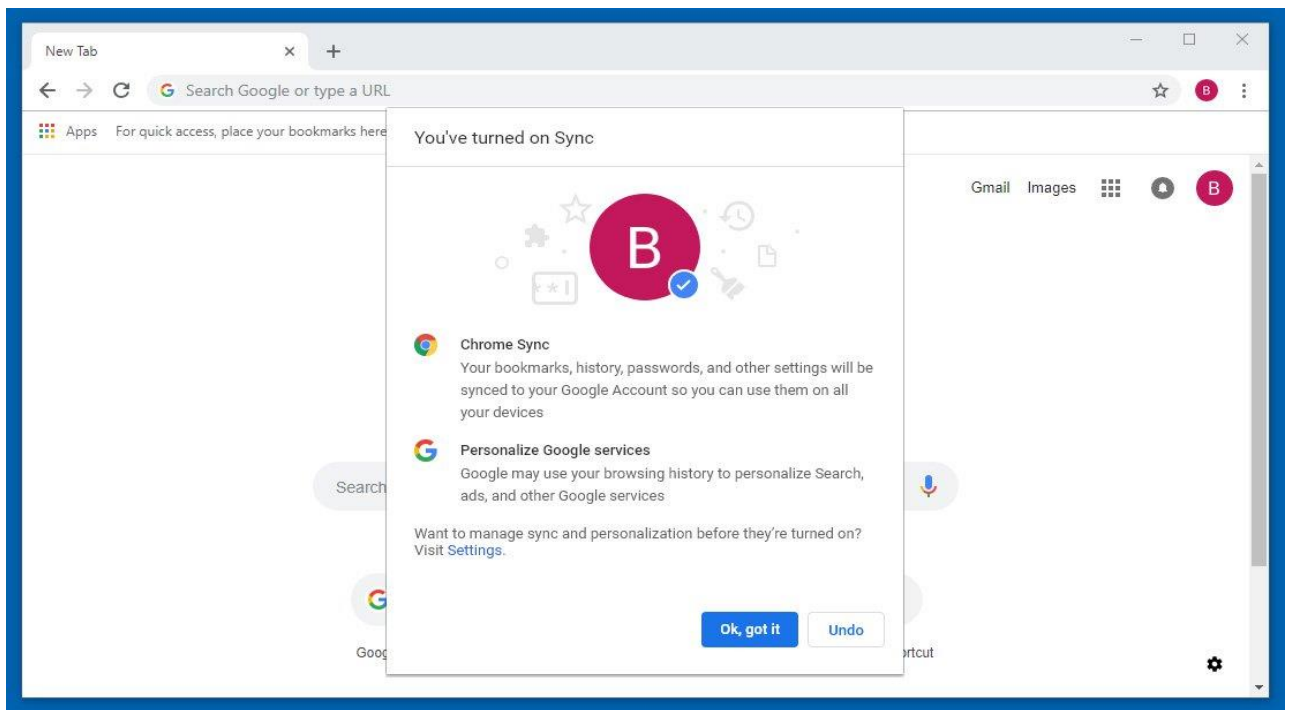 New Tab
Search Google or type a URL
B
Apps For quick access, place your bookmarks here
You've turned on Sync
Gmail Images
B
B
Chrome Sync
Your bookmarks, history, passwords, and other settings will be
synced to your Google Account so you can use them on all
your devices
Personalize Google services
Google may use your browsing history to personalize Search,
ads, and other Google services
Search
Want to manage sync and personalization before they're turned on?
Visit Settings.
Ok, got it
Undo